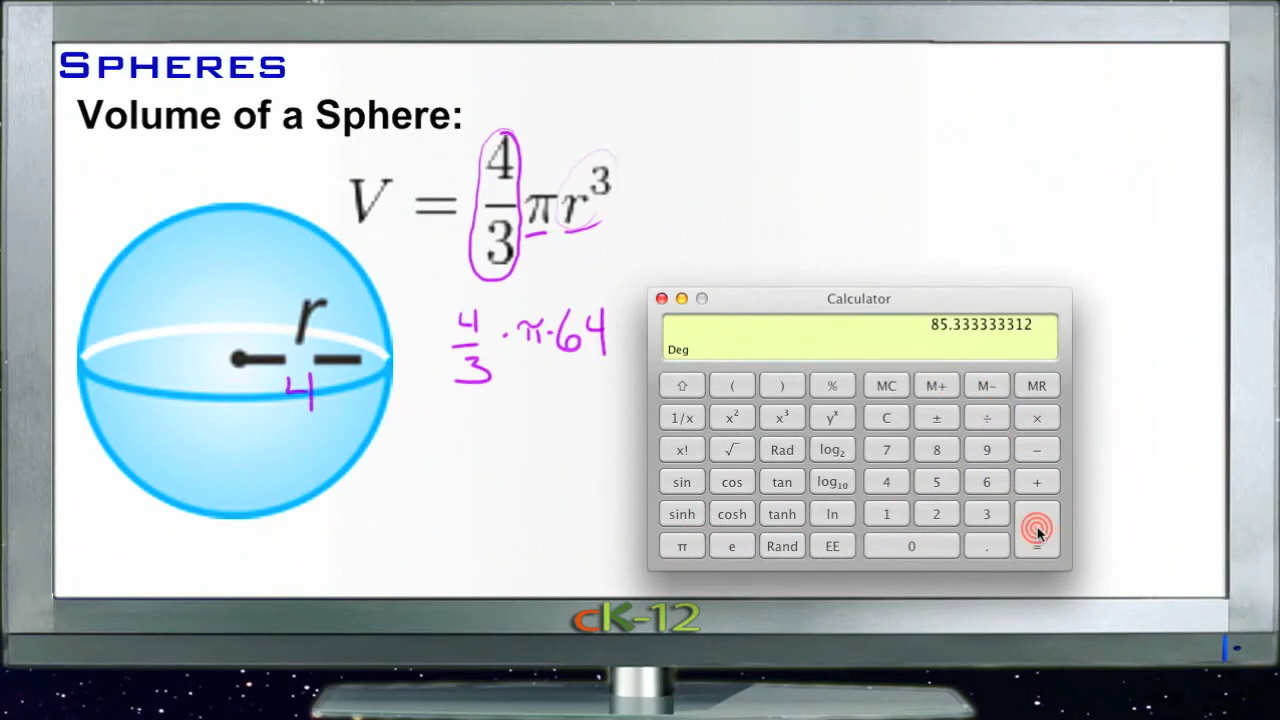 SPHERES
Volume of a Sphere:
V = 4/3 πr³
r
4
4/3 · π · 64
Calculator
85.333333312
Deg
⇧ ( ) % MC M+ M- MR
1/x x² x³ yˣ C ± ÷ ×
x! √ Rad log₂ 7 8 9 −
sin cos tan log₁₀ 4 5 6 +
sinh cosh tanh ln 1 2 3
π e Rand EE 0 . =
cK-12